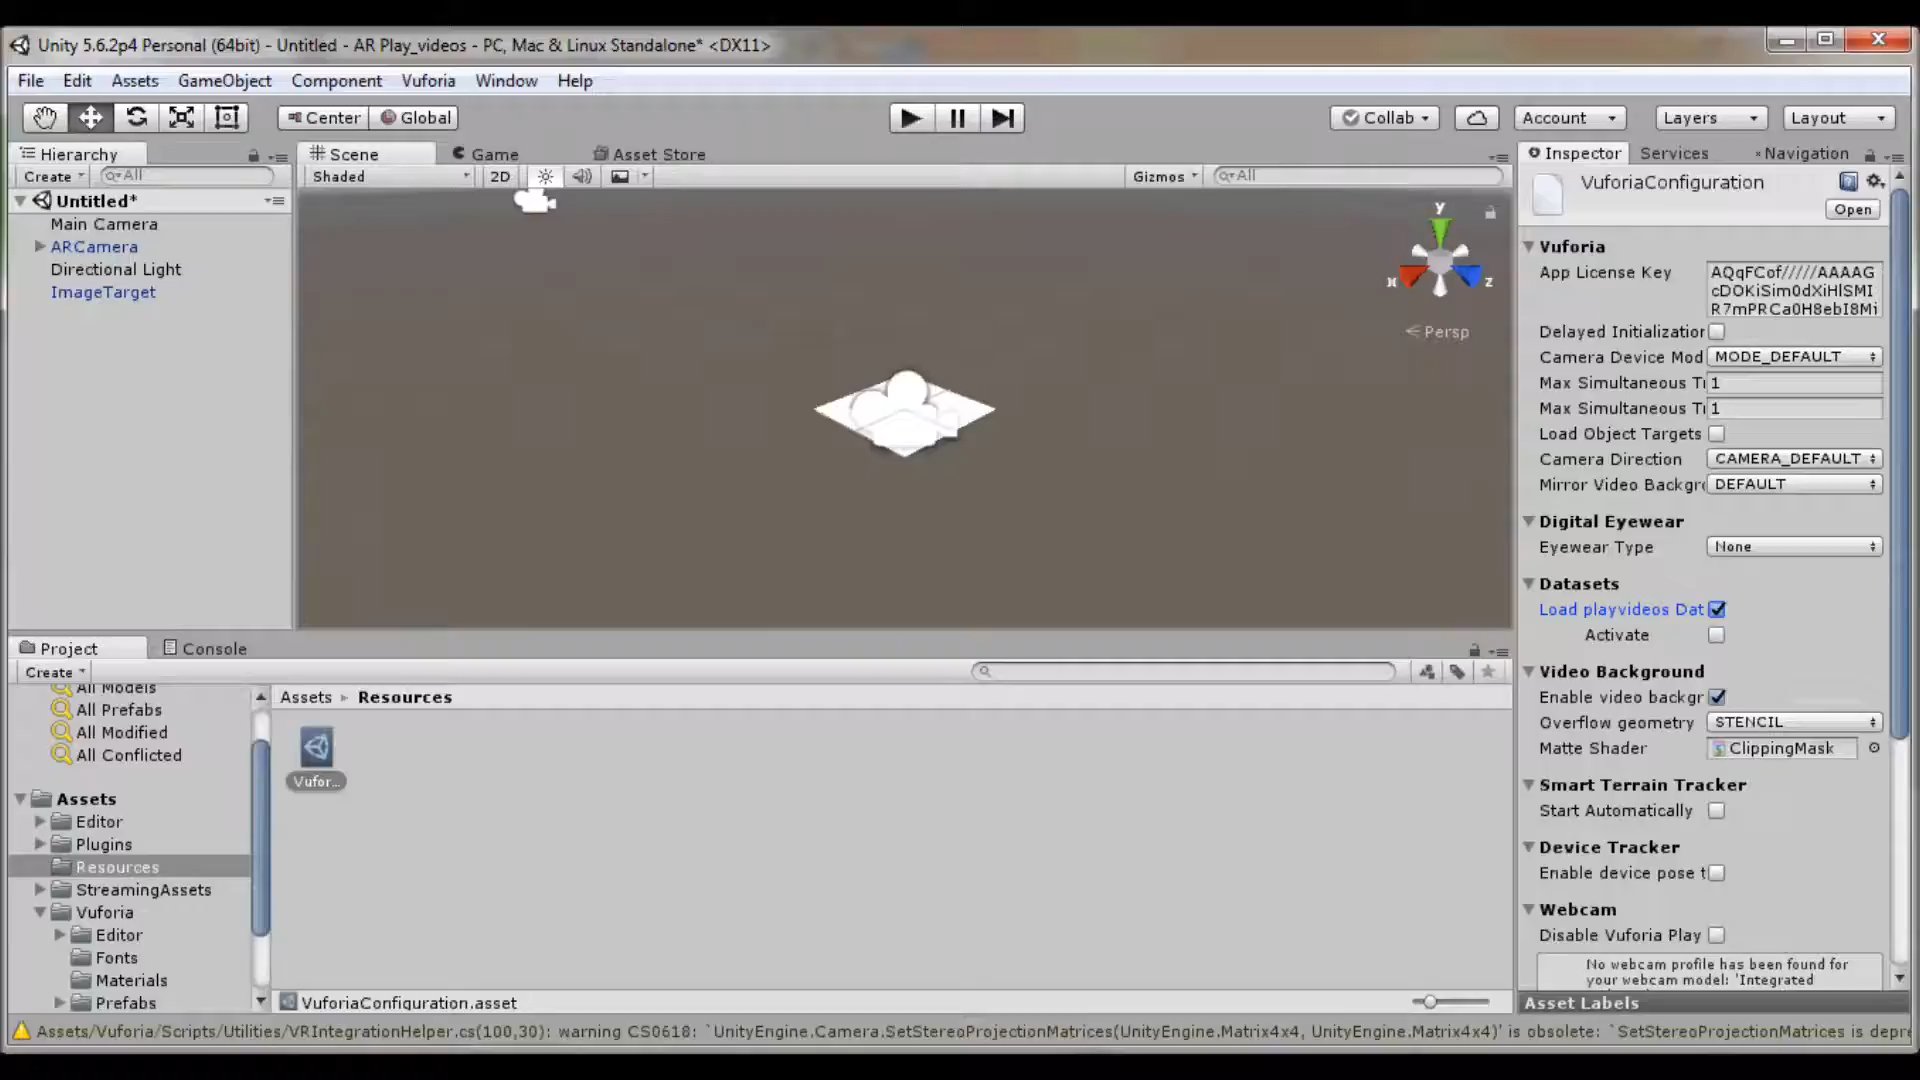 Unity 5.6.2p4 Personal (64bit) - Untitled - AR Play_videos - PC, Mac & Linux Standalone* <DX11>
File Edit Assets GameObject Component Vuforia Window Help
Center Global Collab Account Layers Layout
Hierarchy
Create All
Untitled*
Main Camera
ARCamera
Directional Light
ImageTarget
Scene Game Asset Store
Shaded 2D Gizmos All
y
x z
Persp
Inspector Services Navigation
VuforiaConfiguration
Open
Vuforia
App License Key AQqFCof/////AAAAG
cDOKiSim0dXiHlSMI
R7mPRCa0H8ebI8Mi
Delayed Initialization
Camera Device Mod MODE_DEFAULT
Max Simultaneous Tr 1
Max Simultaneous Tr 1
Load Object Targets
Camera Direction CAMERA_DEFAULT
Mirror Video Backgr DEFAULT
Digital Eyewear
Eyewear Type None
Datasets
Load playvideos Dat
Activate
Video Background
Enable video backgr
Overflow geometry STENCIL
Matte Shader ClippingMask
Smart Terrain Tracker
Start Automatically
Device Tracker
Enable device pose t
Webcam
Disable Vuforia Play
No webcam profile has been found for
your webcam model: 'Integrated
Asset Labels
Project Console
Create
All Models
All Prefabs
All Modified
All Conflicted
Assets
Editor
Plugins
Resources
StreamingAssets
Vuforia
Editor
Fonts
Materials
Prefabs
Assets Resources
Vufor...
VuforiaConfiguration.asset
Assets/Vuforia/Scripts/Utilities/VRIntegrationHelper.cs(100,30): warning CS0618: `UnityEngine.Camera.SetStereoProjectionMatrices(UnityEngine.Matrix4x4, UnityEngine.Matrix4x4)' is obsolete: `SetStereoProjectionMatrices is depre